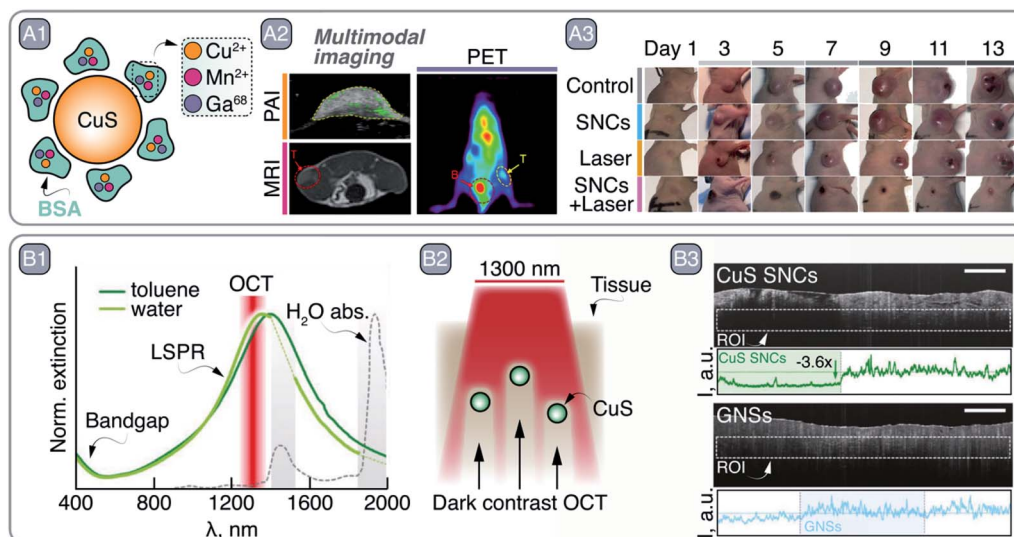 A1
Cu2+
Mn2+
Ga68
CuS
BSA
A2
Multimodal
imaging
PET
PAI
MRI
T
B
T
A3
Day 1 3 5 7 9 11 13
Control
SNCs
Laser
SNCs
+Laser
B1
toluene
water
OCT
H2O abs.
LSPR
Bandgap
Norm. extinction
400 800 1200 1600 2000
λ, nm
B2
1300 nm
Tissue
CuS
Dark contrast OCT
B3
CuS SNCs
ROI
CuS SNCs
-3.6x
I, a.u.
GNSs
ROI
I, a.u.
GNSs